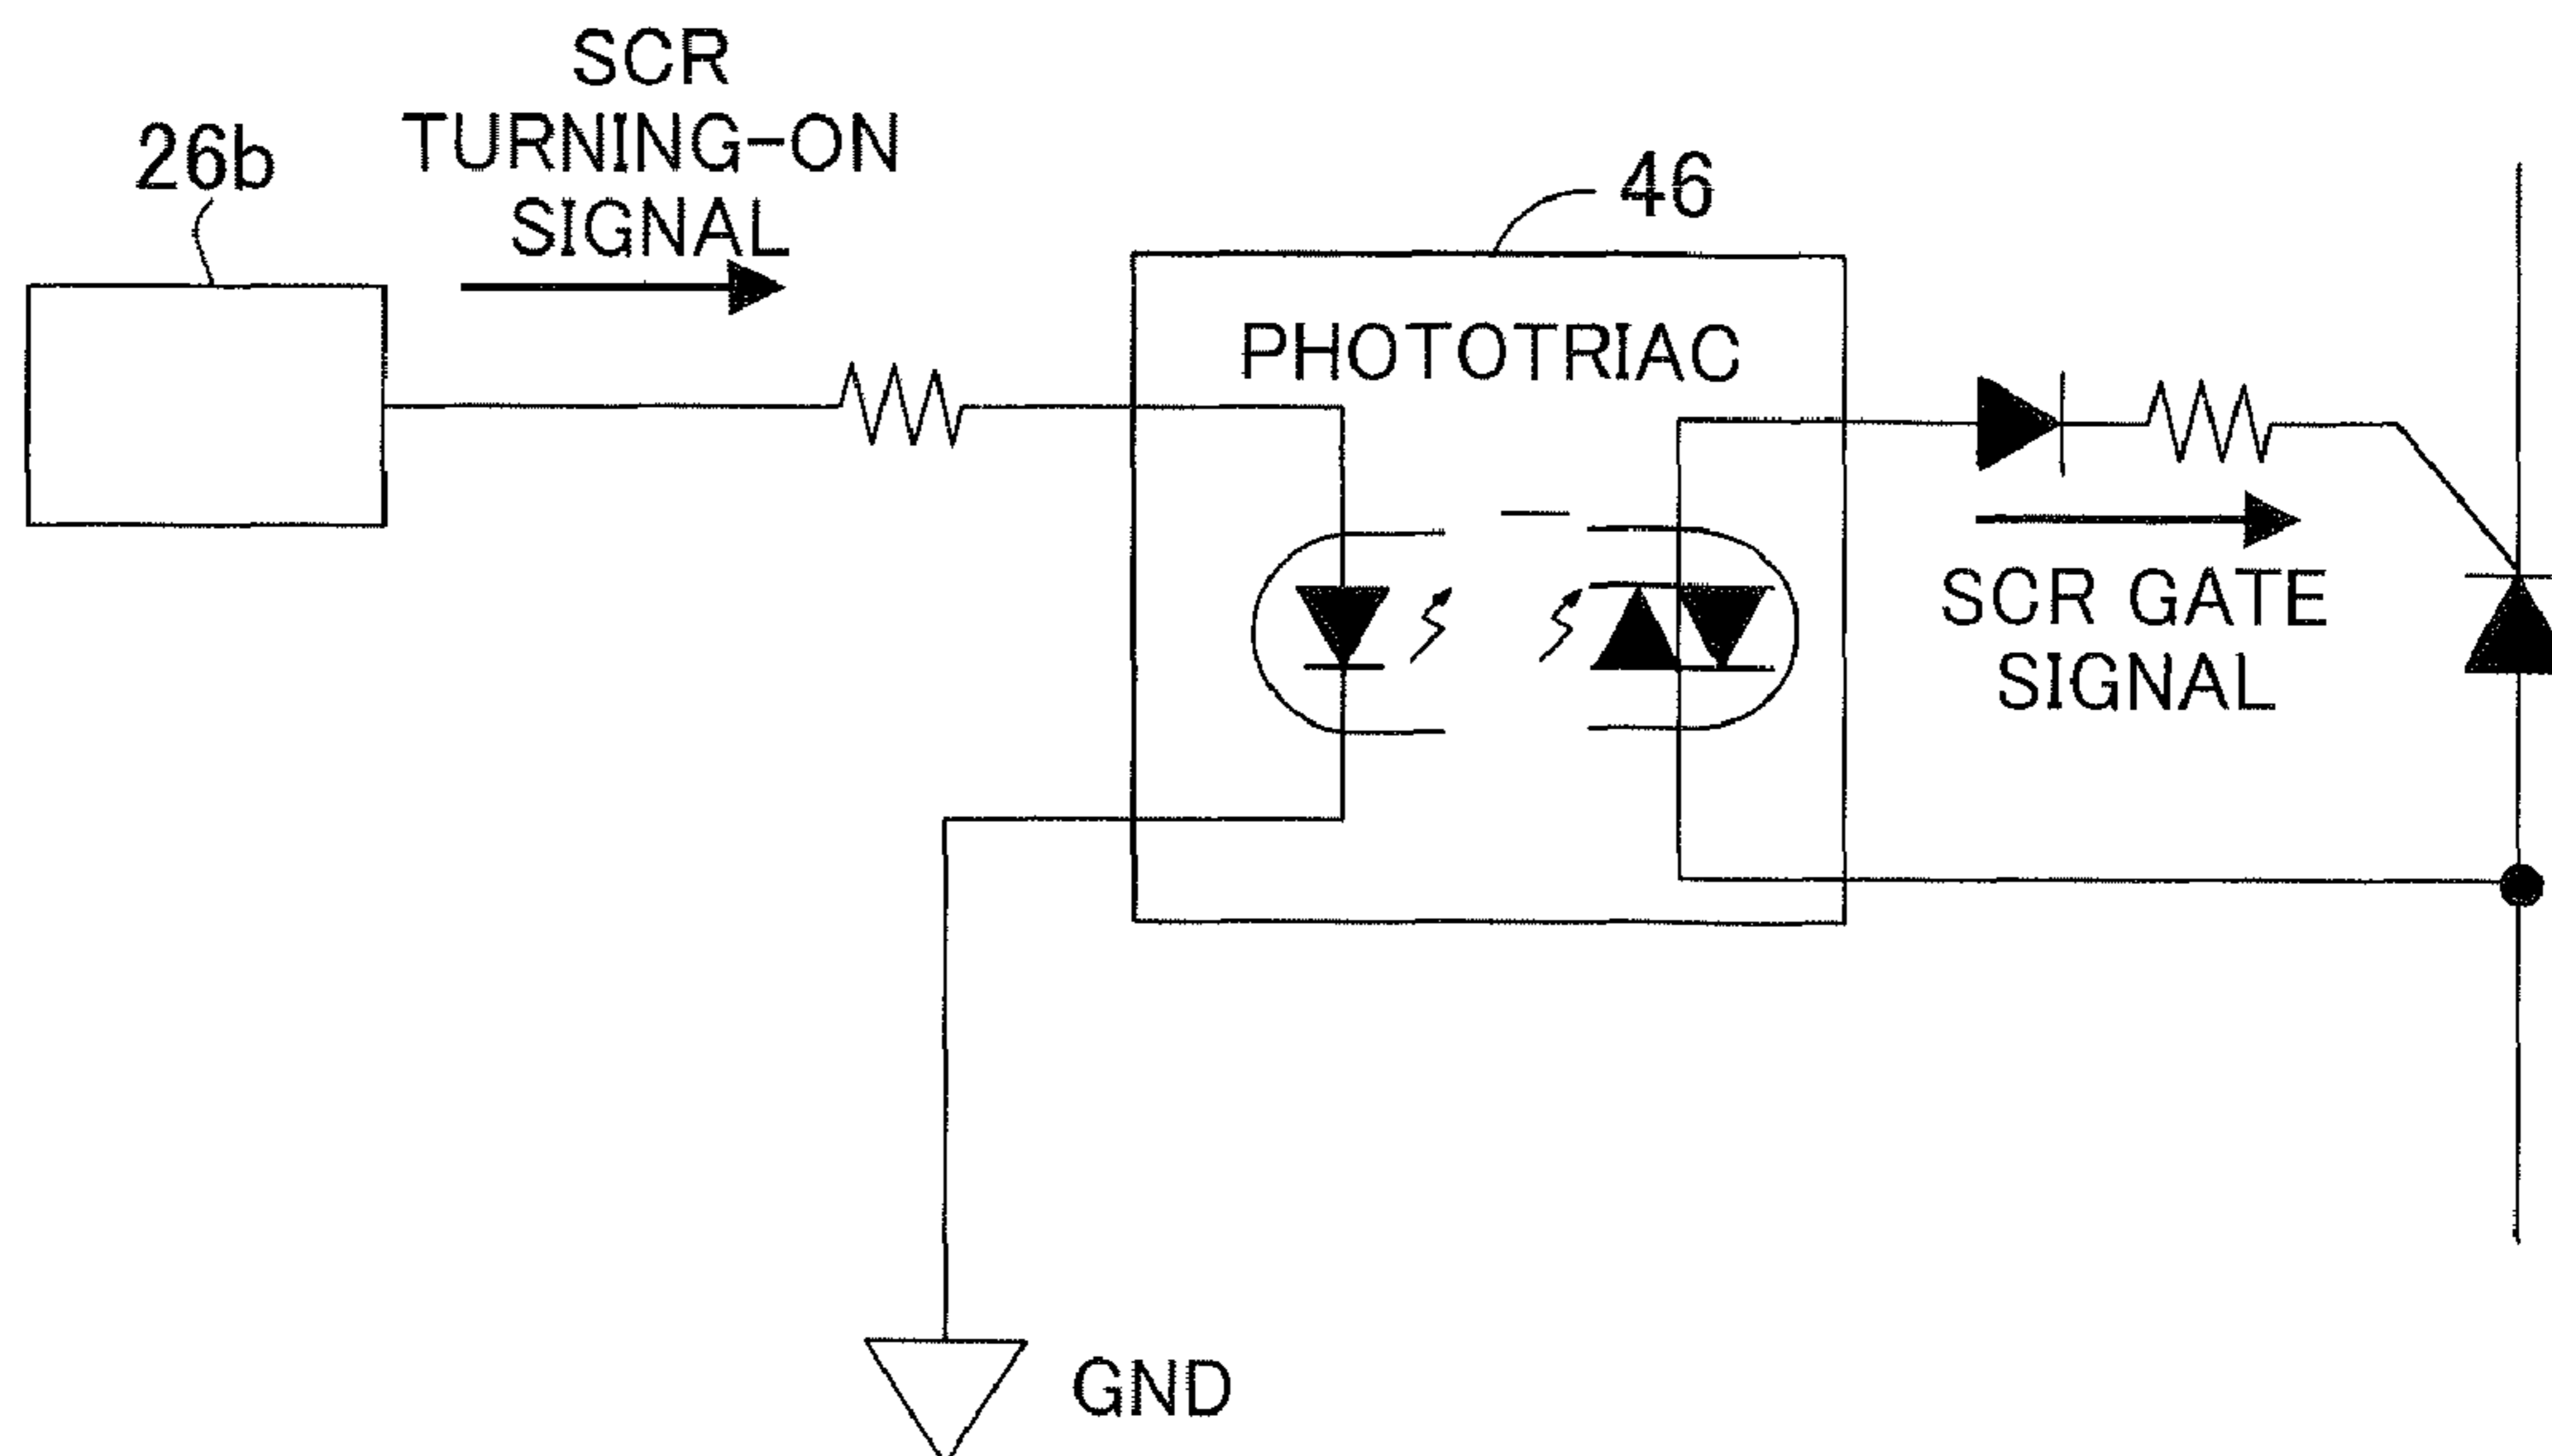 SCR
TURNING-ON
SIGNAL
26b
46
PHOTOTRIAC
SCR GATE
SIGNAL
GND